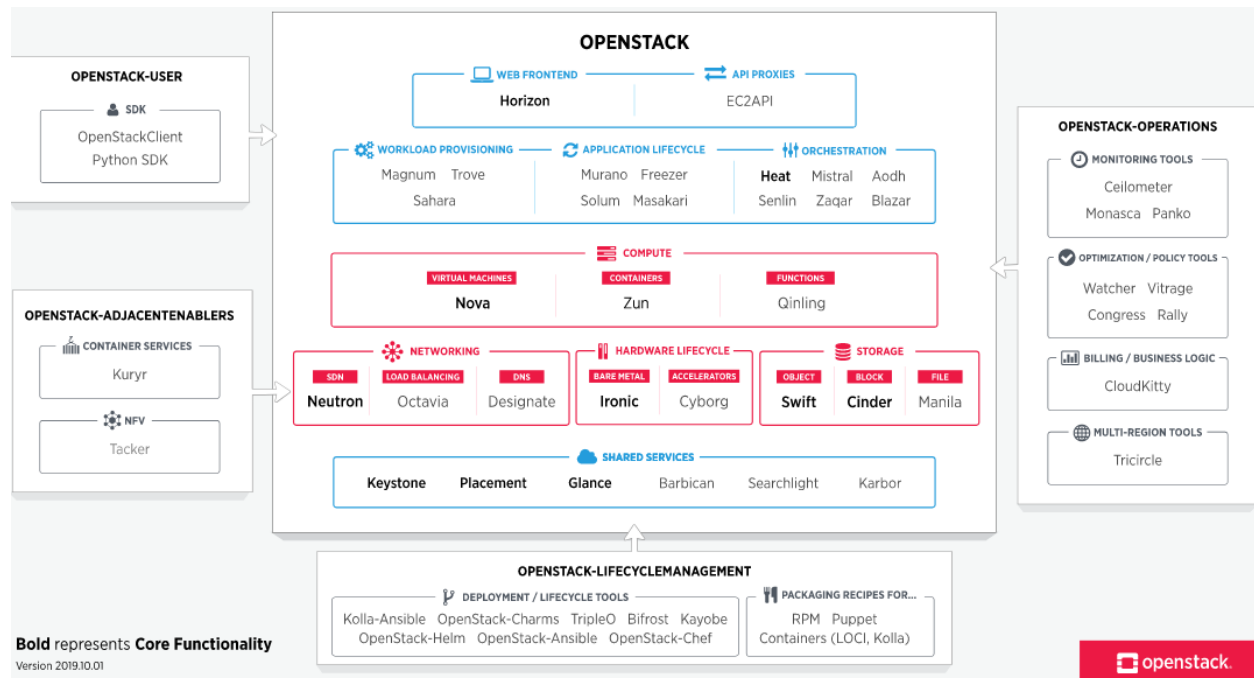 OPENSTACK
WEB FRONTEND
API PROXIES
Horizon
EC2API
WORKLOAD PROVISIONING
APPLICATION LIFECYCLE
ORCHESTRATION
Magnum Trove
Sahara
Murano Freezer
Solum Masakari
Heat Mistral Aodh
Senlin Zaqar Blazar
COMPUTE
VIRTUAL MACHINES
CONTAINERS
FUNCTIONS
Nova
Zun
Qinling
NETWORKING
SDN
LOAD BALANCING
DNS
Neutron
Octavia
Designate
HARDWARE LIFECYCLE
BARE METAL
ACCELERATORS
Ironic
Cyborg
STORAGE
OBJECT
BLOCK
FILE
Swift
Cinder
Manila
SHARED SERVICES
Keystone Placement Glance Barbican Searchlight Karbor
OPENSTACK-USER
SDK
OpenStackClient
Python SDK
OPENSTACK-ADJACENTENABLERS
CONTAINER SERVICES
Kuryr
NFV
Tacker
OPENSTACK-OPERATIONS
MONITORING TOOLS
Ceilometer
Monasca Panko
OPTIMIZATION / POLICY TOOLS
Watcher Vitrage
Congress Rally
BILLING / BUSINESS LOGIC
CloudKitty
MULTI-REGION TOOLS
Tricircle
OPENSTACK-LIFECYCLEMANAGEMENT
DEPLOYMENT / LIFECYCLE TOOLS
Kolla-Ansible OpenStack-Charms TripleO Bifrost Kayobe
OpenStack-Helm OpenStack-Ansible OpenStack-Chef
PACKAGING RECIPES FOR...
RPM Puppet
Containers (LOCI, Kolla)
Bold represents Core Functionality
Version 2019.10.01
openstack.